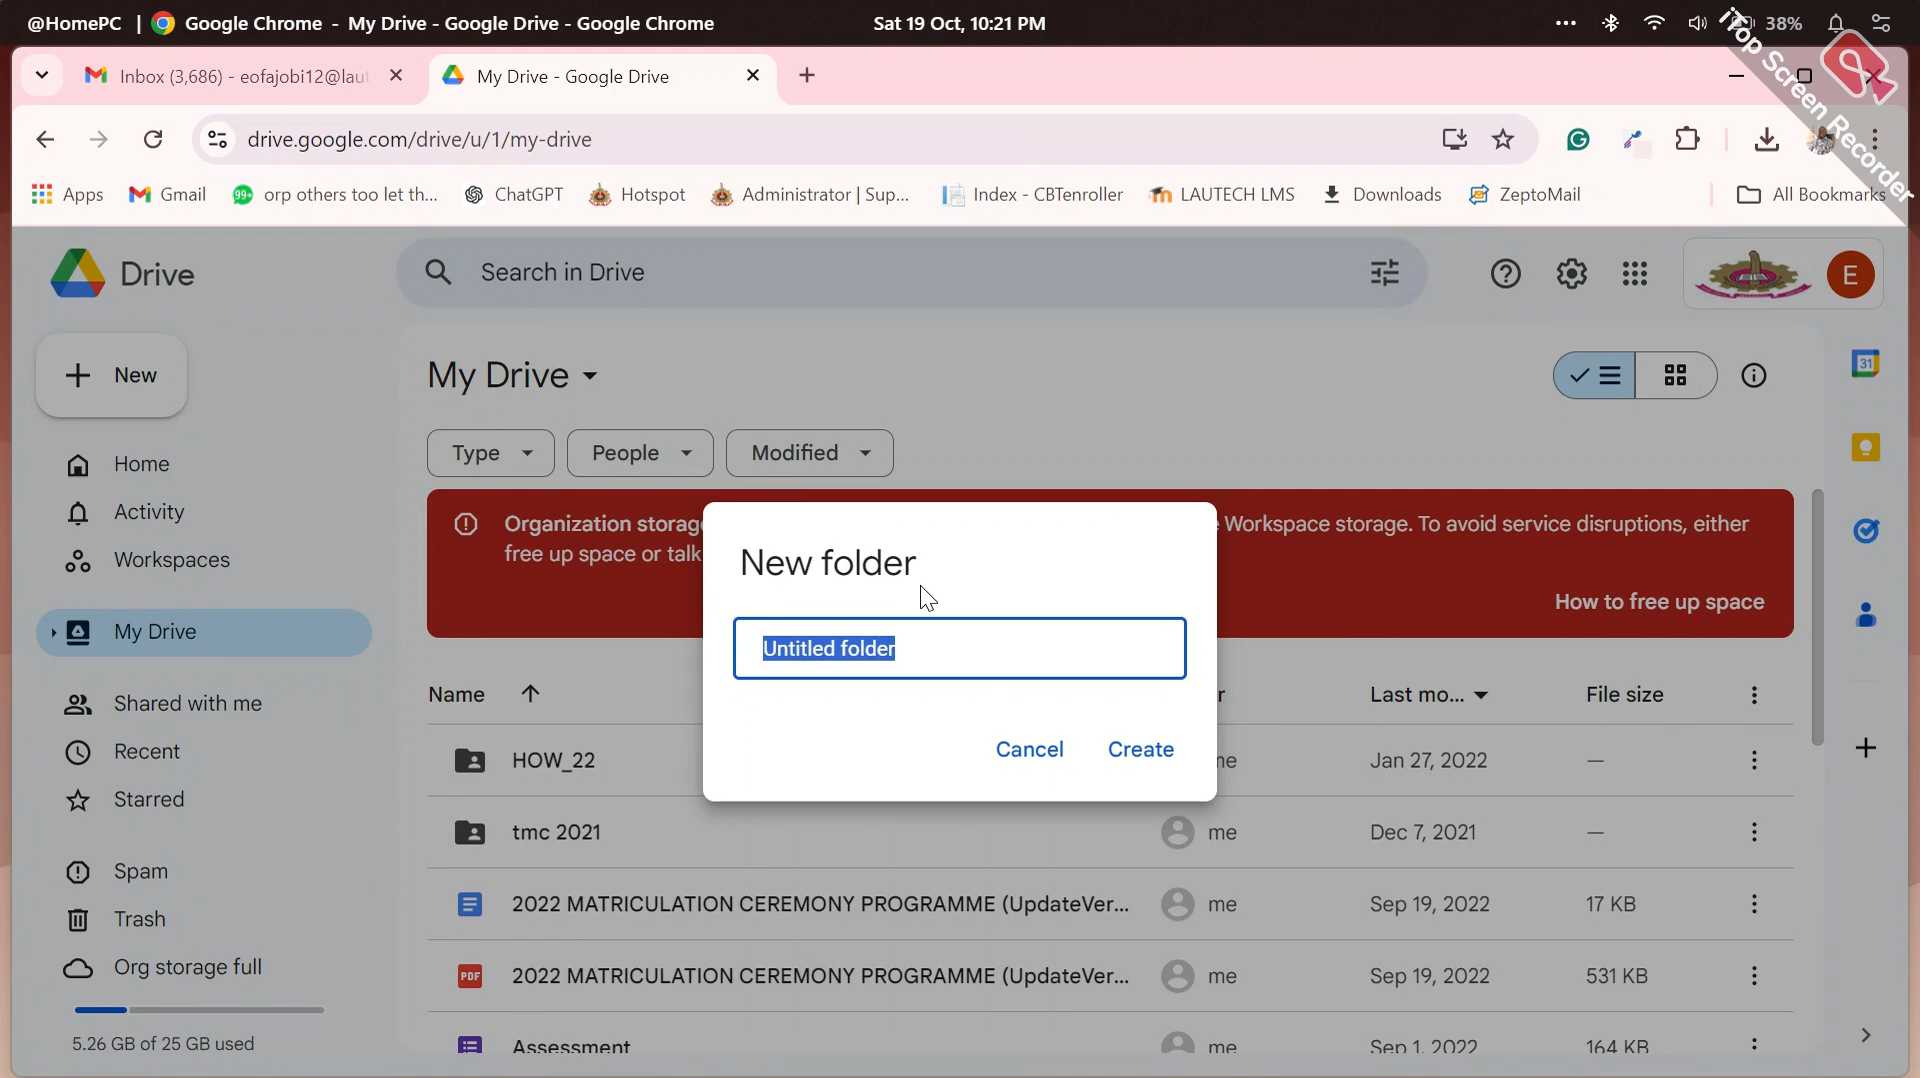 @HomePC | Google Chrome - My Drive - Google Drive - Google Chrome
Sat 19 Oct, 10:21 PM
38%
iTop Screen Recorder
Inbox (3,686) - eofajobi12@laut
My Drive - Google Drive
drive.google.com/drive/u/1/my-drive
Apps
Gmail
99+ orp others too let th...
ChatGPT
Hotspot
Administrator | Sup...
Index - CBTenroller
LAUTECH LMS
Downloads
ZeptoMail
All Bookmarks
Drive
Search in Drive
E
New
My Drive
31
Type
People
Modified
Home
Activity
Workspaces
My Drive
Shared with me
Recent
Starred
Spam
Trash
Org storage full
5.26 GB of 25 GB used
Organization storag
Workspace storage. To avoid service disruptions, either
free up space or talk
How to free up space
New folder
Untitled folder
Cancel
Create
Name
r
Last mo...
File size
HOW_22
me
Jan 27, 2022
—
tmc 2021
me
Dec 7, 2021
—
2022 MATRICULATION CEREMONY PROGRAMME (UpdateVer...
me
Sep 19, 2022
17 KB
PDF
2022 MATRICULATION CEREMONY PROGRAMME (UpdateVer...
me
Sep 19, 2022
531 KB
Assessment
me
Sep 1, 2022
164 KB